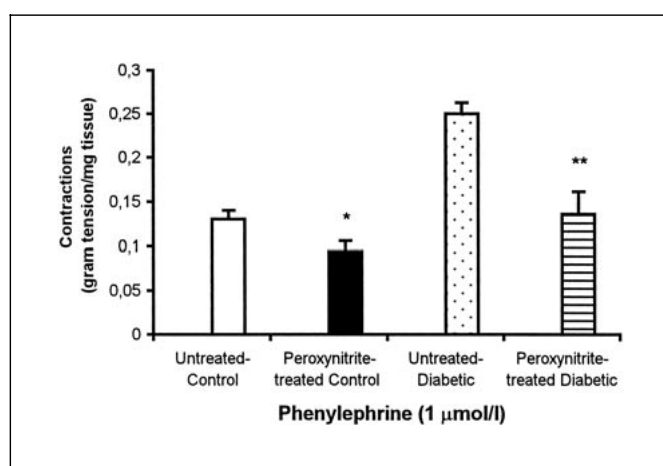 Contractions
(gram tension/mg tissue)
0,3
0,25
0,2
0,15
0,1
0,05
0
*
**
Untreated-
Control
Peroxynitrite-
treated Control
Untreated-
Diabetic
Peroxynitrite-
treated Diabetic
Phenylephrine (1 μmol/l)